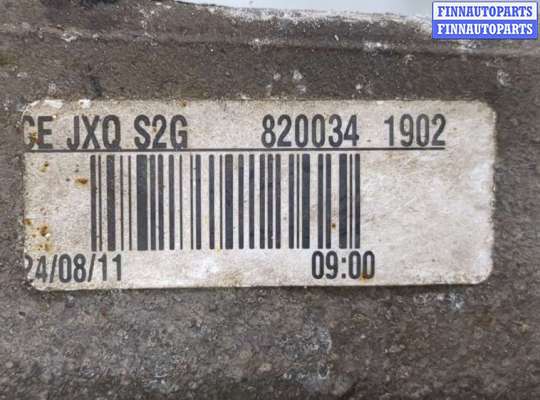 FINNAUTOPARTS
FINNAUTOPARTS
CE JXQ S2G 820034 1902
24/08/11 09:00